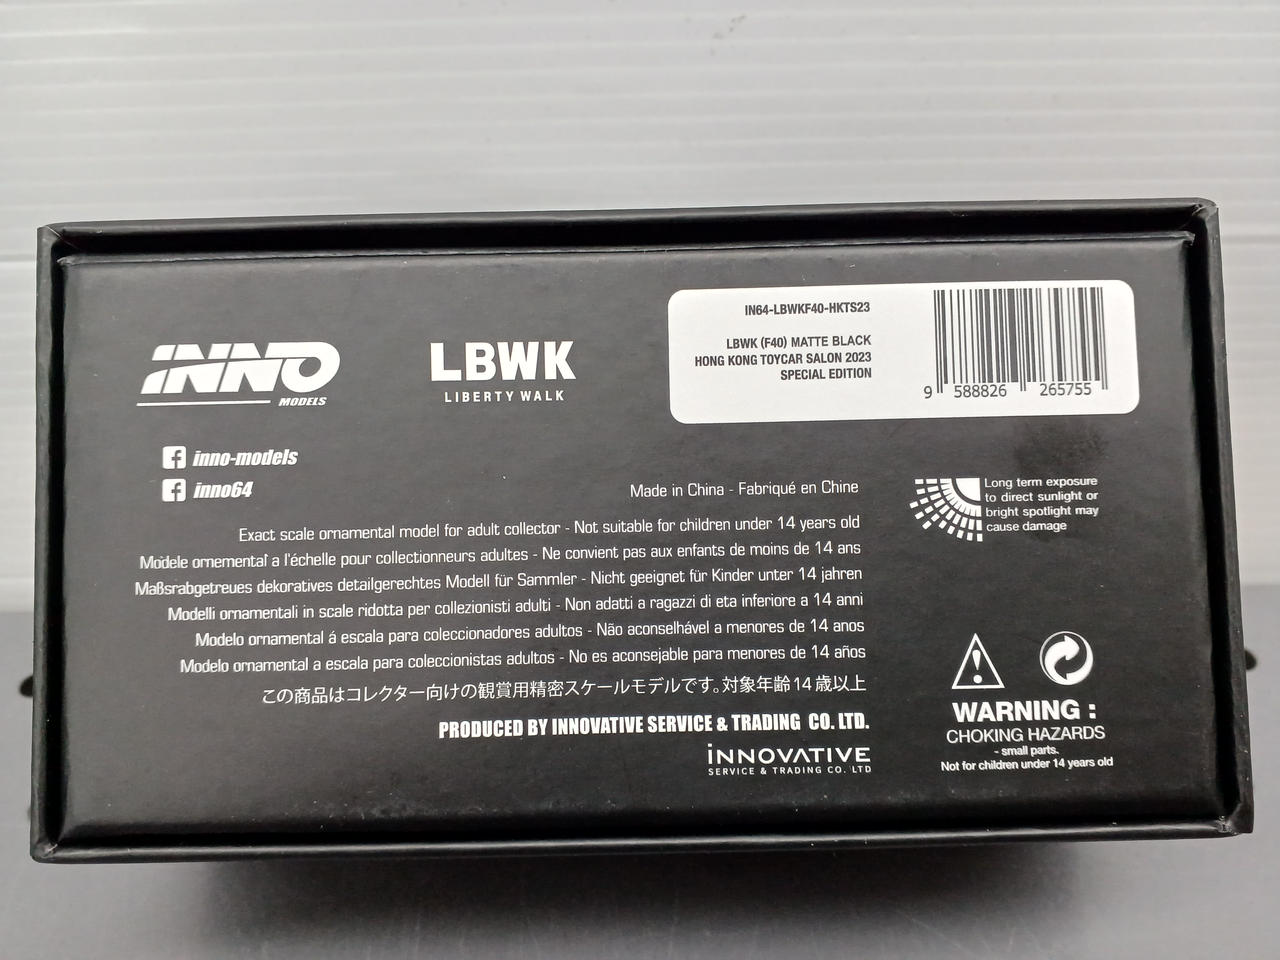 INNO
MODELS
LBWK
LIBERTY WALK
IN64-LBWKF40-HKTS23
LBWK (F40) MATTE BLACK
HONG KONG TOYCAR SALON 2023
SPECIAL EDITION
9 588826 265755
inno-models
inno64
Made in China - Fabriqué en Chine
Long term exposure
to direct sunlight or
bright spotlight may
cause damage
Exact scale ornamental model for adult collector - Not suitable for children under 14 years old
Modele ornemental a l'échelle pour collectionneurs adultes - Ne convient pas aux enfants de moins de 14 ans
Maßsrabgetreues dekoratives detailgerechtes Modell für Sammler - Nicht geeignet für Kinder unter 14 jahren
Modelli ornamentali in scale ridotta per collezionisti adulti - Non adatti a ragazzi di eta inferiore a 14 anni
Modelo ornamental á escala para coleccionadores adultos - Não aconselhável a menores de 14 anos
Modelo ornamental a escala para coleccionistas adultos - No es aconsejable para menores de 14 años
この商品はコレクター向けの観賞用精密スケールモデルです。対象年齢14歳以上
PRODUCED BY INNOVATIVE SERVICE & TRADING CO. LTD.
INNOVATIVE
SERVICE & TRADING CO. LTD
WARNING :
CHOKING HAZARDS
- small parts.
Not for children under 14 years old